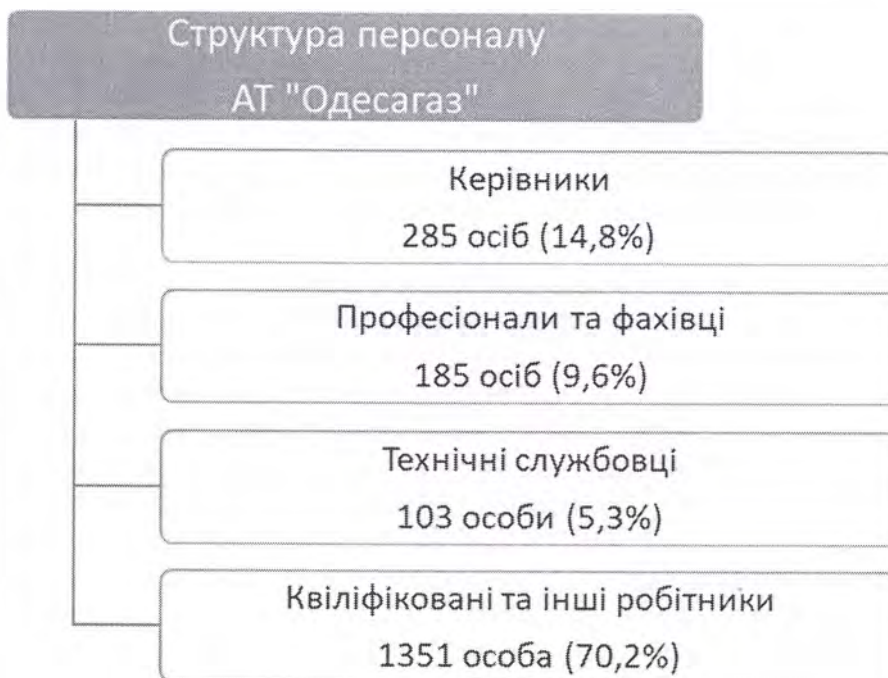 Структура персоналу
АТ "Одесагаз"
Керівники
285 осіб (14,8%)
Професіонали та фахівці
185 осіб (9,6%)
Технічні службовці
103 особи (5,3%)
Квіліфіковані та інші робітники
1351 особа (70,2%)